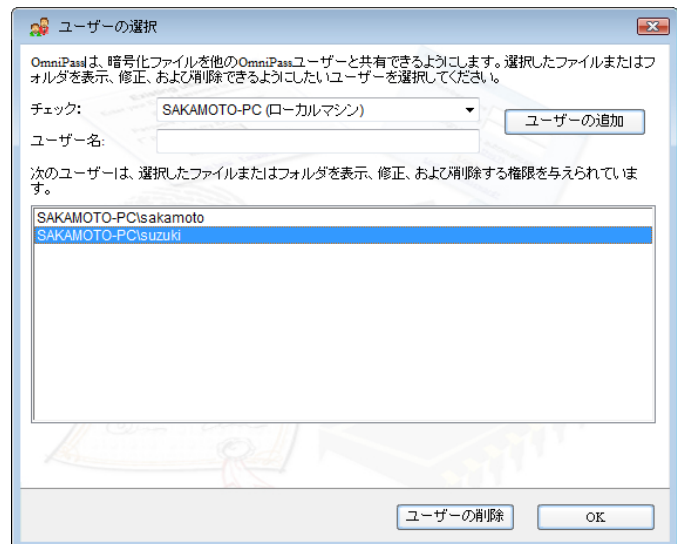 ユーザーの選択
OmniPassは、暗号化ファイルを他のOmniPassユーザーと共有できるようにします。選択したファイルまたはフ
ォルダを表示、修正、および削除できるようにしたいユーザーを選択してください。
チェック: SAKAMOTO-PC (ローカルマシン)
ユーザーの追加
ユーザー名:
次のユーザーは、選択したファイルまたはフォルダを表示、修正、および削除する権限を与えられていま
す。
SAKAMOTO-PC\sakamoto
SAKAMOTO-PC\suzuki
ユーザーの削除 OK